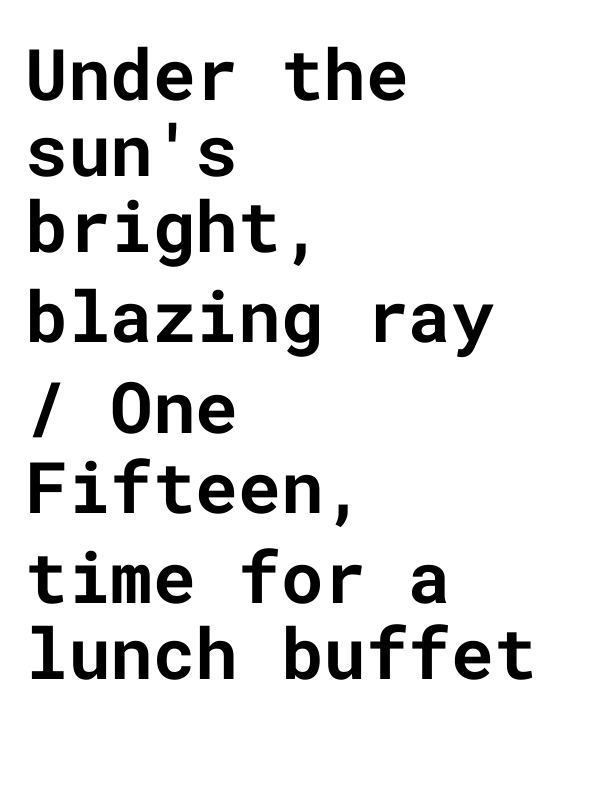 Under the
sun's
bright,
blazing ray
/ One
Fifteen,
time for a
lunch buffet